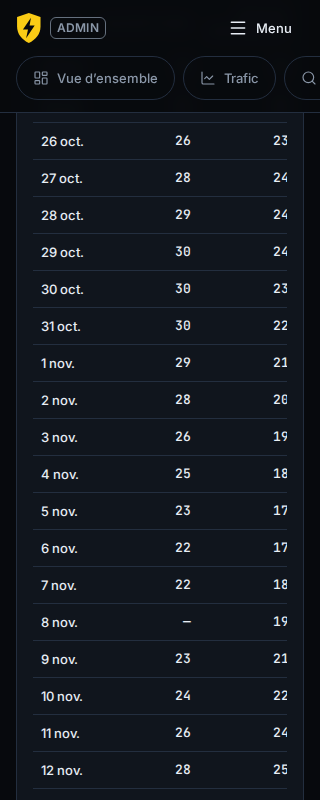 ADMIN
Menu
Vue d'ensemble
Trafic
26 oct. 26 23
27 oct. 28 24
28 oct. 29 24
29 oct. 30 24
30 oct. 30 23
31 oct. 30 22
1 nov. 29 21
2 nov. 28 20
3 nov. 26 19
4 nov. 25 18
5 nov. 23 17
6 nov. 22 17
7 nov. 22 18
8 nov. — 19
9 nov. 23 21
10 nov. 24 22
11 nov. 26 24
12 nov. 28 25